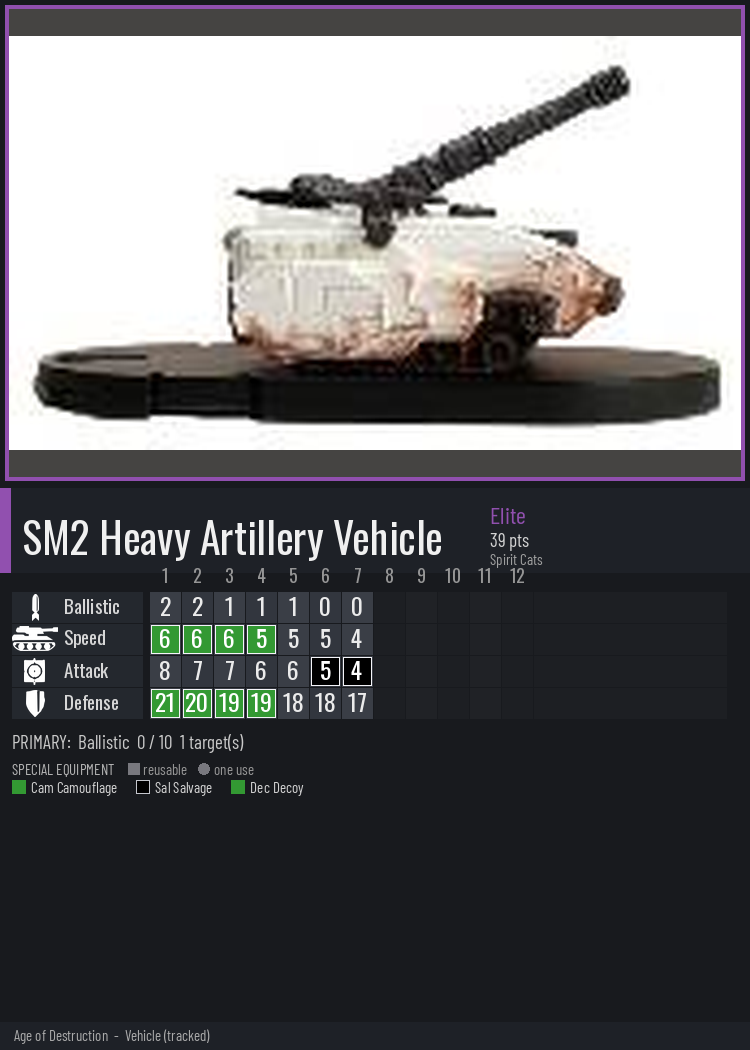 SM2 Heavy Artillery Vehicle
Elite
39 pts
Spirit Cats
1 2 3 4 5 6 7 8 9 10 11 12
Ballistic 2 2 1 1 1 0 0
Speed 6 6 6 5 5 5 4
Attack 8 7 7 6 6 5 4
Defense 21 20 19 19 18 18 17
PRIMARY: Ballistic 0 / 10 1 target(s)
SPECIAL EQUIPMENT reusable one use
Cam Camouflage Sal Salvage Dec Decoy
Age of Destruction - Vehicle (tracked)